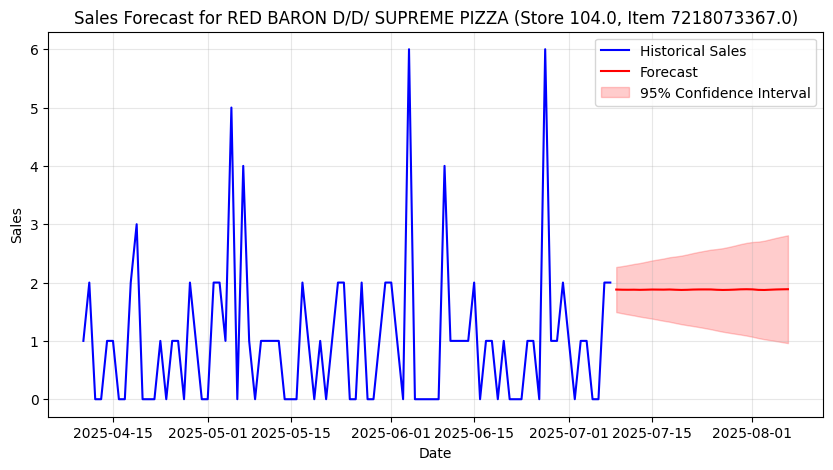 Sales Forecast for RED BARON D/D/ SUPREME PIZZA (Store 104.0, Item 7218073367.0)
Historical Sales
Forecast
95% Confidence Interval
Sales
6
5
4
3
2
1
0
2025-04-15 2025-05-01 2025-05-15 2025-06-01 2025-06-15 2025-07-01 2025-07-15 2025-08-01
Date